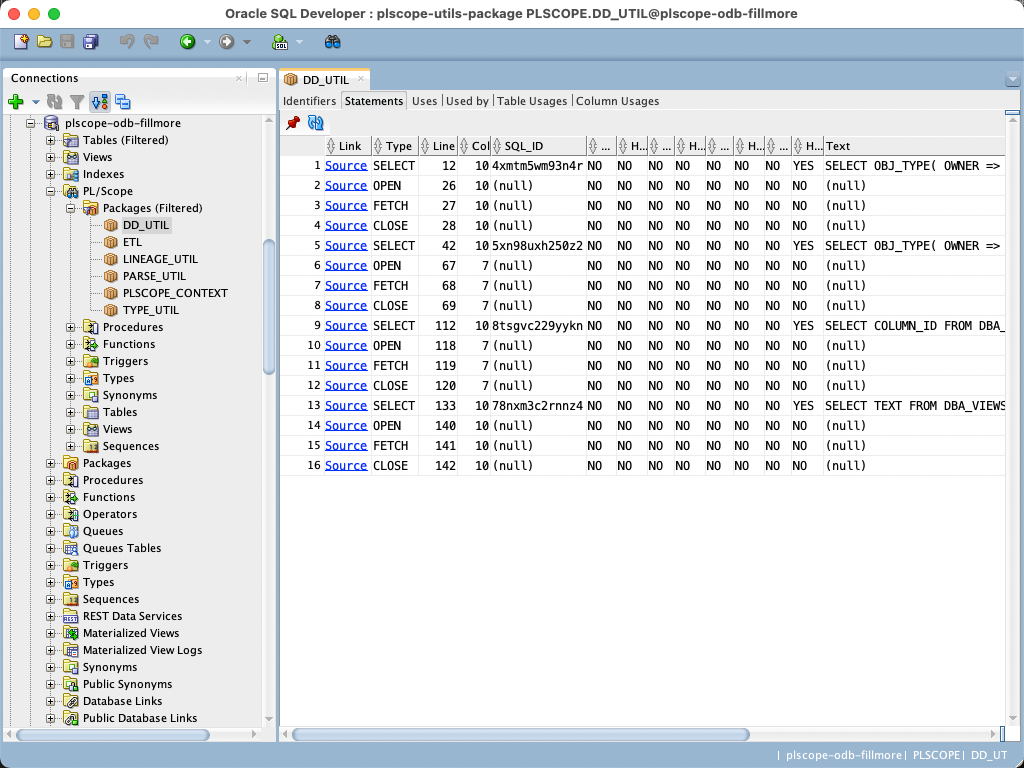 Oracle SQL Developer : plscope-utils-package PLSCOPE.DD_UTIL@plscope-odb-fillmore
Connections
plscope-odb-fillmore
Tables (Filtered)
Views
Indexes
PL/Scope
Packages (Filtered)
DD_UTIL
ETL
LINEAGE_UTIL
PARSE_UTIL
PLSCOPE_CONTEXT
TYPE_UTIL
Procedures
Functions
Triggers
Types
Synonyms
Tables
Views
Sequences
Packages
Procedures
Functions
Operators
Queues
Queues Tables
Triggers
Types
Sequences
REST Data Services
Materialized Views
Materialized View Logs
Synonyms
Public Synonyms
Database Links
Public Database Links
DD_UTIL
Identifiers Statements Uses Used by Table Usages Column Usages
Link Type Line Col SQL_ID ... H... ... H... ... H... ... H... Text
1 Source SELECT 12 10 4xmtm5wm93n4r NO NO NO NO NO NO NO YES SELECT OBJ_TYPE( OWNER =>
2 Source OPEN 26 10 (null) NO NO NO NO NO NO NO NO (null)
3 Source FETCH 27 10 (null) NO NO NO NO NO NO NO NO (null)
4 Source CLOSE 28 10 (null) NO NO NO NO NO NO NO NO (null)
5 Source SELECT 42 10 5xn98uxh250z2 NO NO NO NO NO NO NO YES SELECT OBJ_TYPE( OWNER =>
6 Source OPEN 67 7 (null) NO NO NO NO NO NO NO NO (null)
7 Source FETCH 68 7 (null) NO NO NO NO NO NO NO NO (null)
8 Source CLOSE 69 7 (null) NO NO NO NO NO NO NO NO (null)
9 Source SELECT 112 10 8tsgvc229yykn NO NO NO NO NO NO NO YES SELECT COLUMN_ID FROM DBA_
10 Source OPEN 118 7 (null) NO NO NO NO NO NO NO NO (null)
11 Source FETCH 119 7 (null) NO NO NO NO NO NO NO NO (null)
12 Source CLOSE 120 7 (null) NO NO NO NO NO NO NO NO (null)
13 Source SELECT 133 10 78nxm3c2rnnz4 NO NO NO NO NO NO NO YES SELECT TEXT FROM DBA_VIEWS
14 Source OPEN 140 10 (null) NO NO NO NO NO NO NO NO (null)
15 Source FETCH 141 10 (null) NO NO NO NO NO NO NO NO (null)
16 Source CLOSE 142 10 (null) NO NO NO NO NO NO NO NO (null)
| plscope-odb-fillmore| PLSCOPE| DD_UT